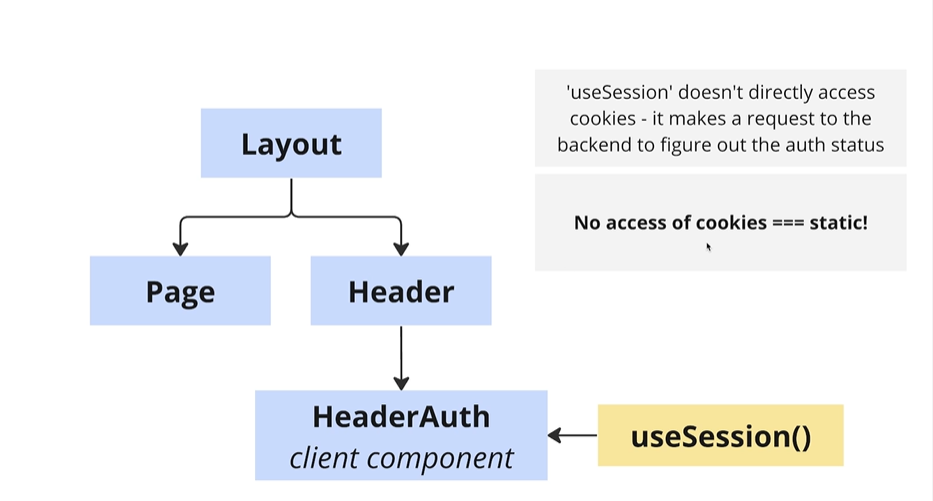 'useSession' doesn't directly access
cookies - it makes a request to the
backend to figure out the auth status
Layout
No access of cookies === static!
Page
Header
HeaderAuth
client component
useSession()